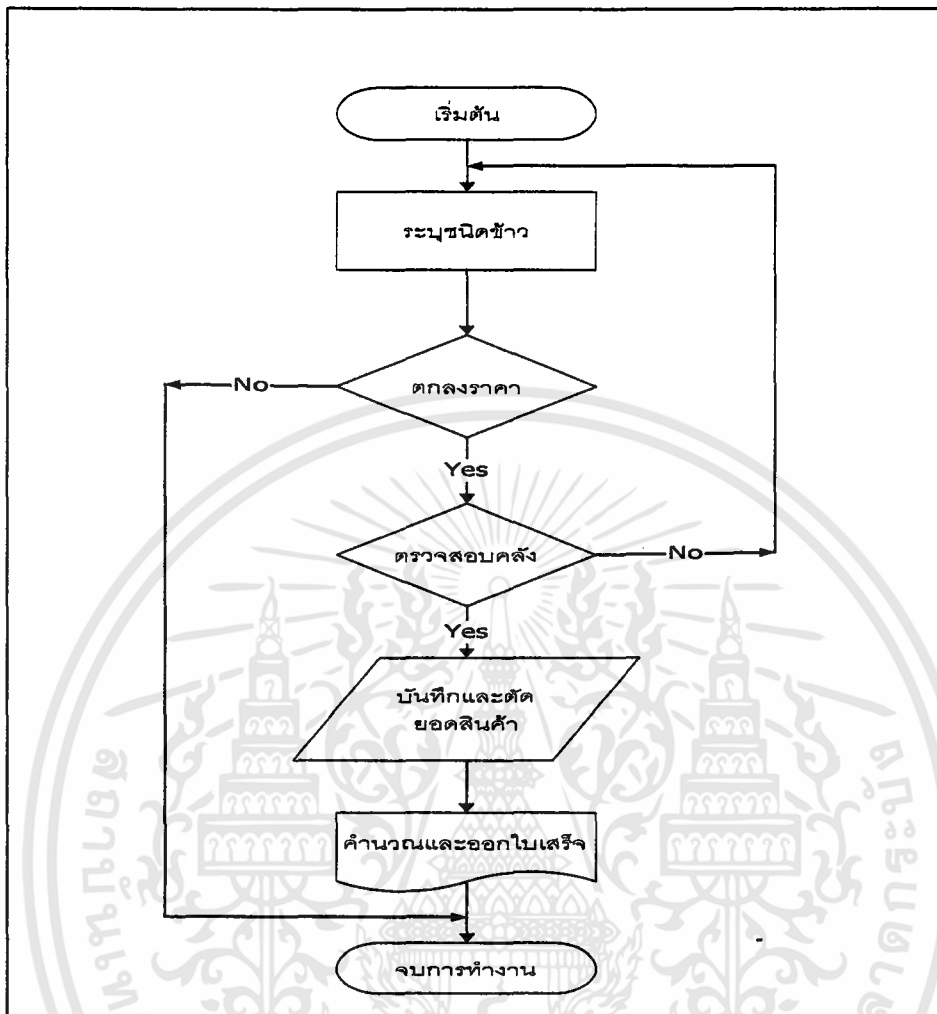 เริ่มต้น
ระบุชนิดข้าว
ตกลงราคา
No
Yes
ตรวจสอบคลัง
No
Yes
บันทึกและตัด
ยอดสินค้า
คำนวณและออกใบเสร็จ
จบการทำงาน